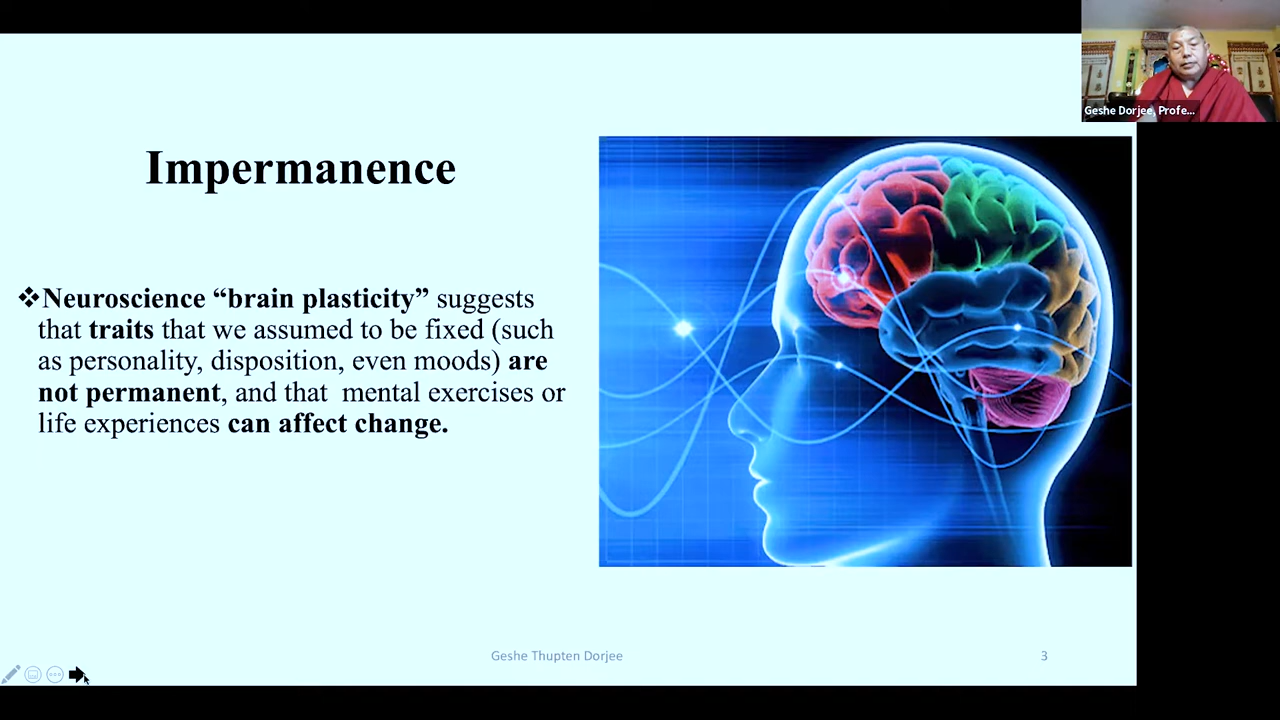 Geshe Dorjee, Profe...
Impermanence
❖Neuroscience “brain plasticity” suggests
that traits that we assumed to be fixed (such
as personality, disposition, even moods) are
not permanent, and that mental exercises or
life experiences can affect change.
Geshe Thupten Dorjee
3